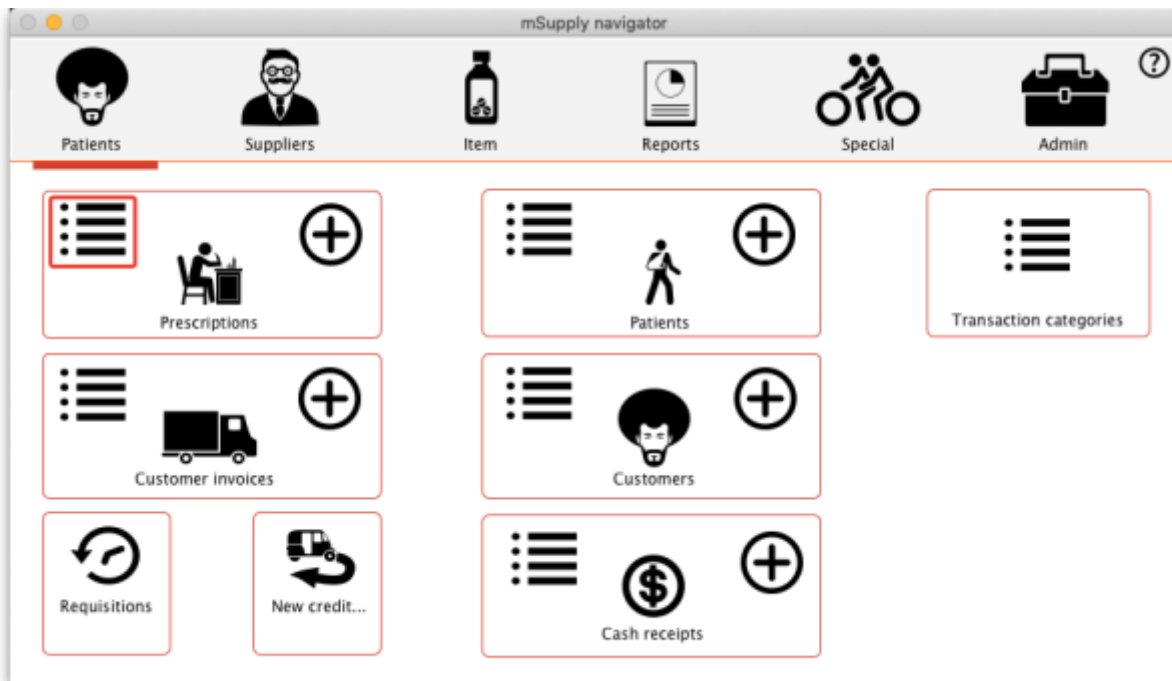 mSupply navigator
?
Patients
Suppliers
Item
Reports
Special
Admin
Prescriptions
Patients
Transaction categories
Customer invoices
Customers
Requisitions
New credit...
$
Cash receipts